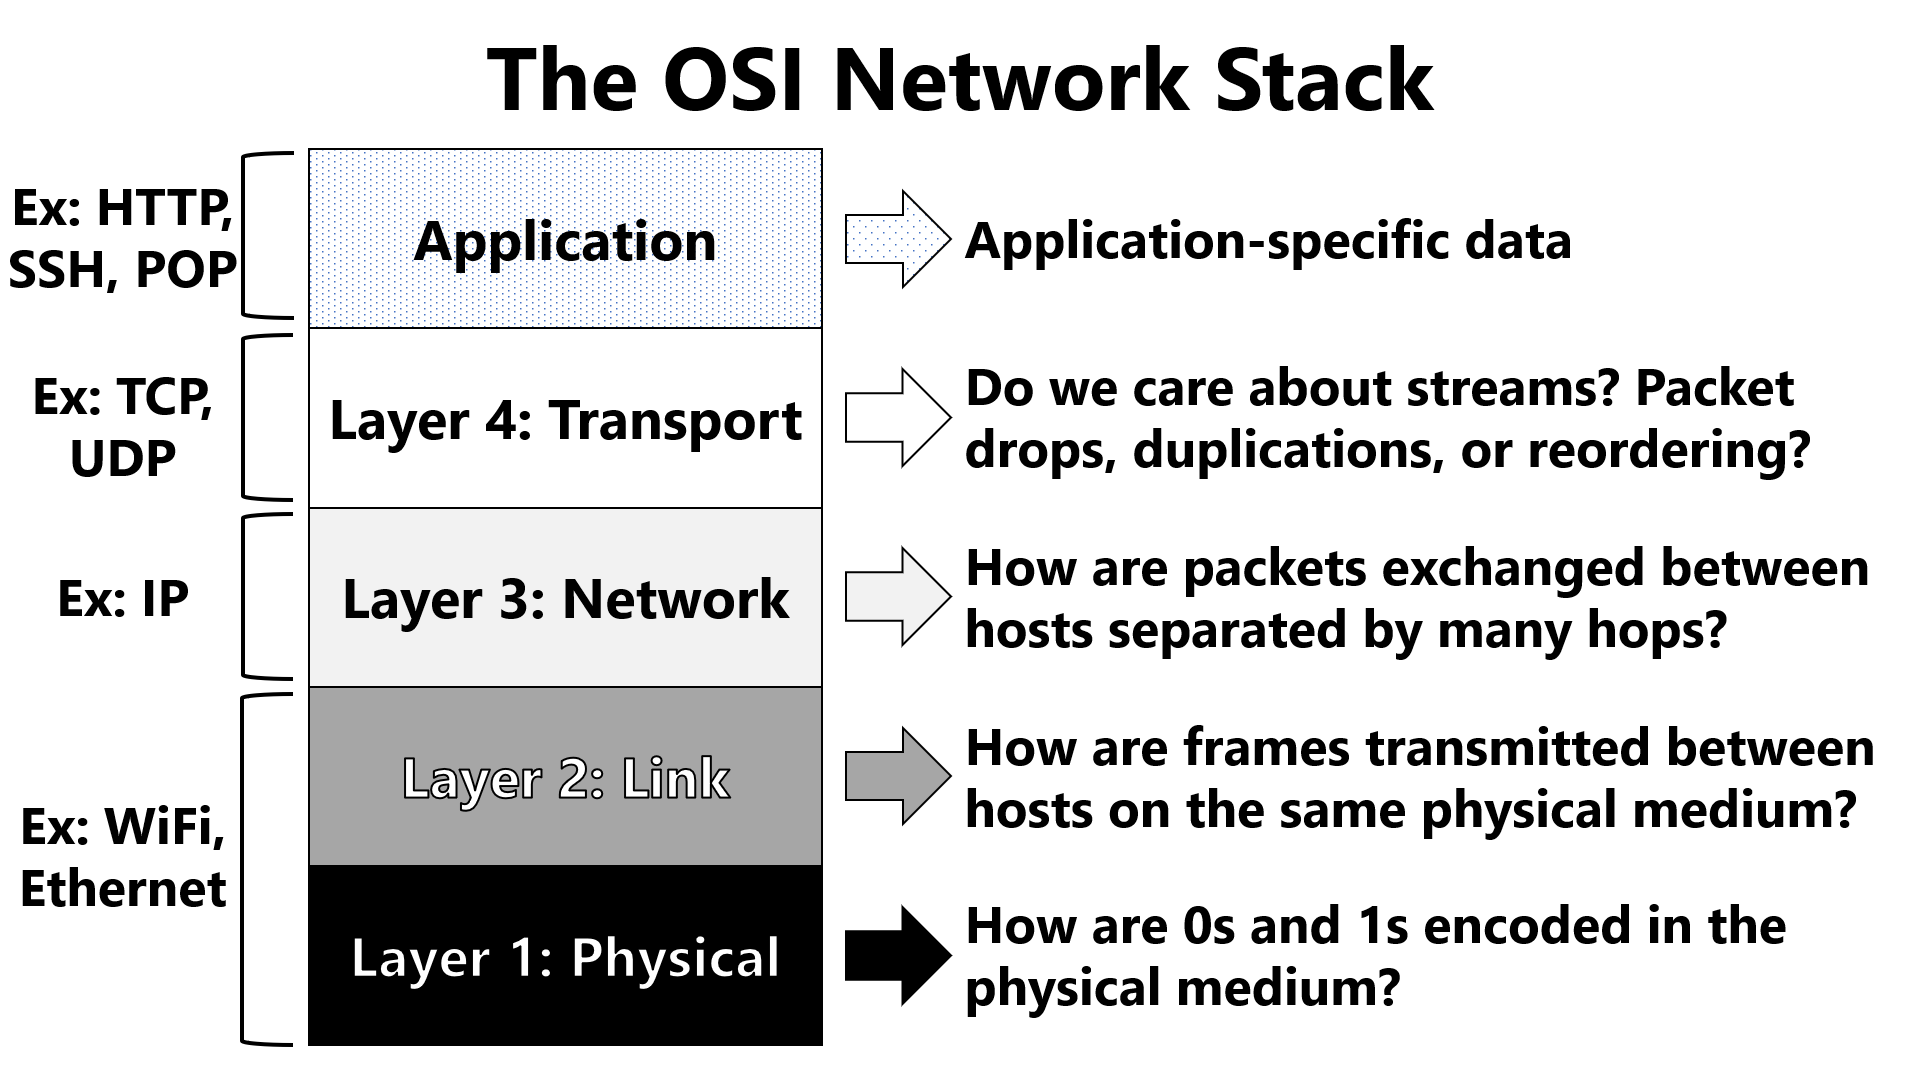 The OSI Network Stack
Ex: HTTP,
SSH, POP
Application
Application-specific data
Ex: TCP,
UDP
Layer 4: Transport
Do we care about streams? Packet
drops, duplications, or reordering?
Ex: IP
Layer 3: Network
How are packets exchanged between
hosts separated by many hops?
Ex: WiFi,
Ethernet
Layer 2: Link
How are frames transmitted between
hosts on the same physical medium?
Layer 1: Physical
How are 0s and 1s encoded in the
physical medium?